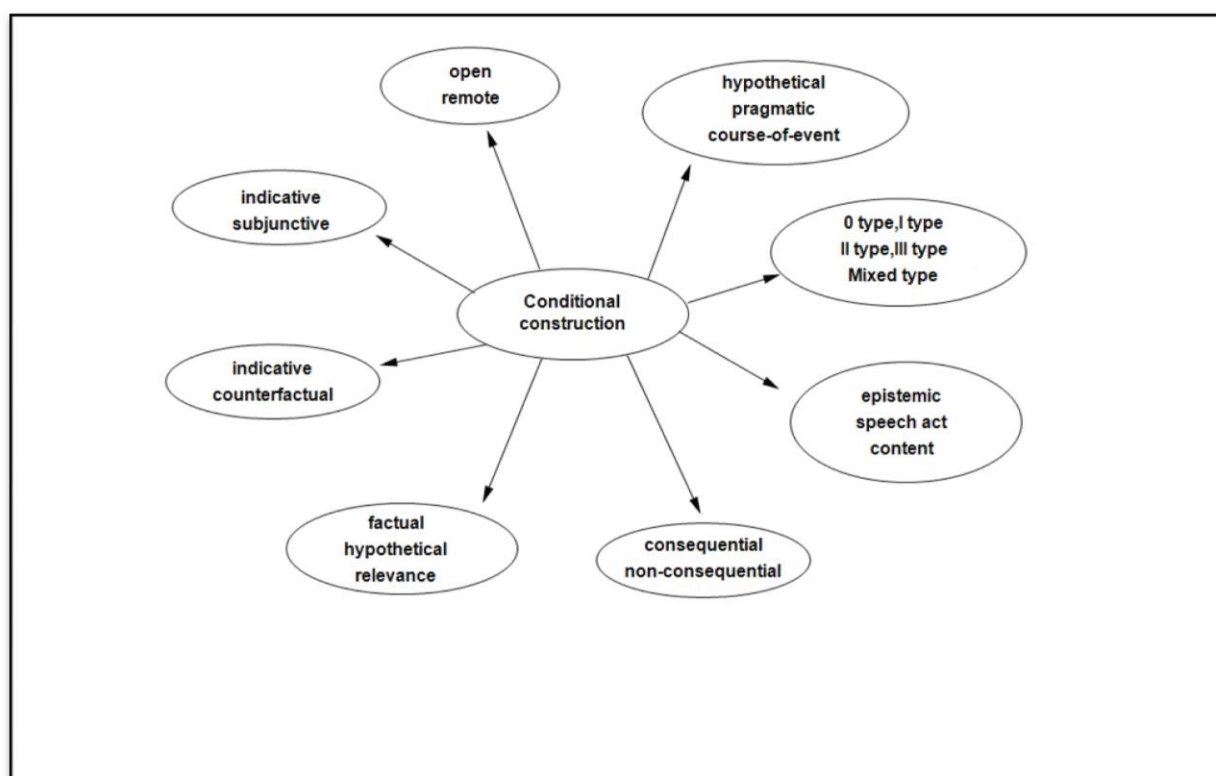 open
remote
hypothetical
pragmatic
course-of-event
indicative
subjunctive
0 type,I type
II type,III type
Mixed type
Conditional
construction
indicative
counterfactual
epistemic
speech act
content
factual
hypothetical
relevance
consequential
non-consequential